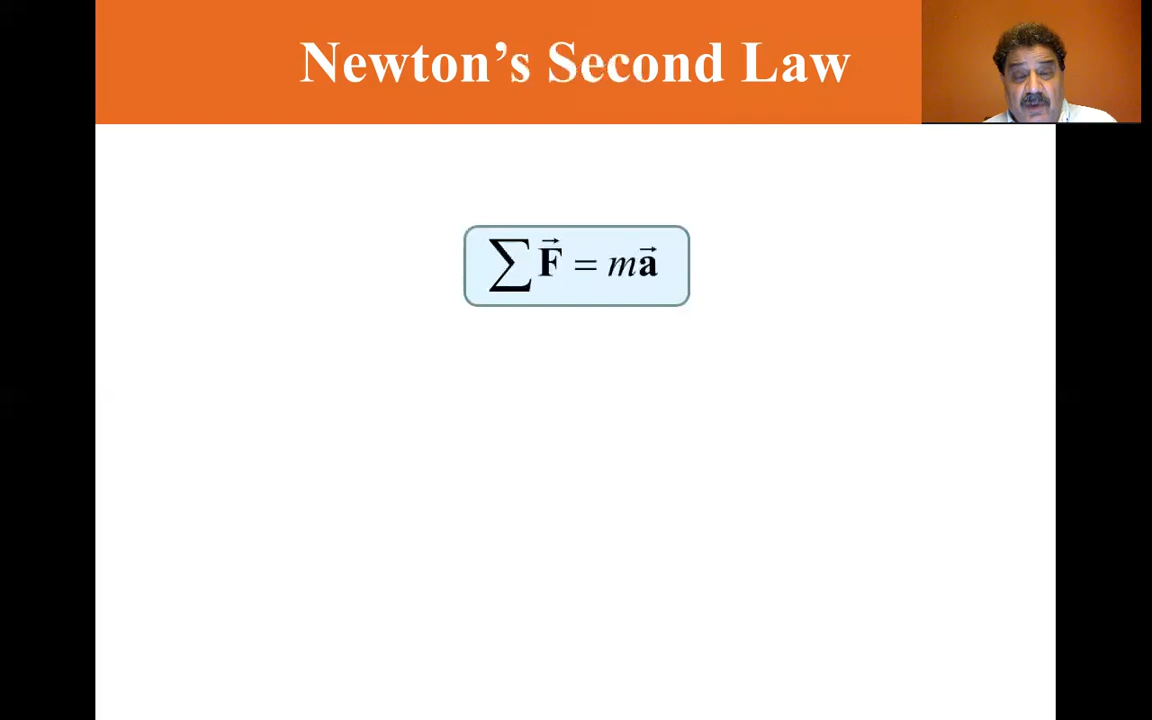 Newton’s Second Law
∑ F⃗ = ma⃗